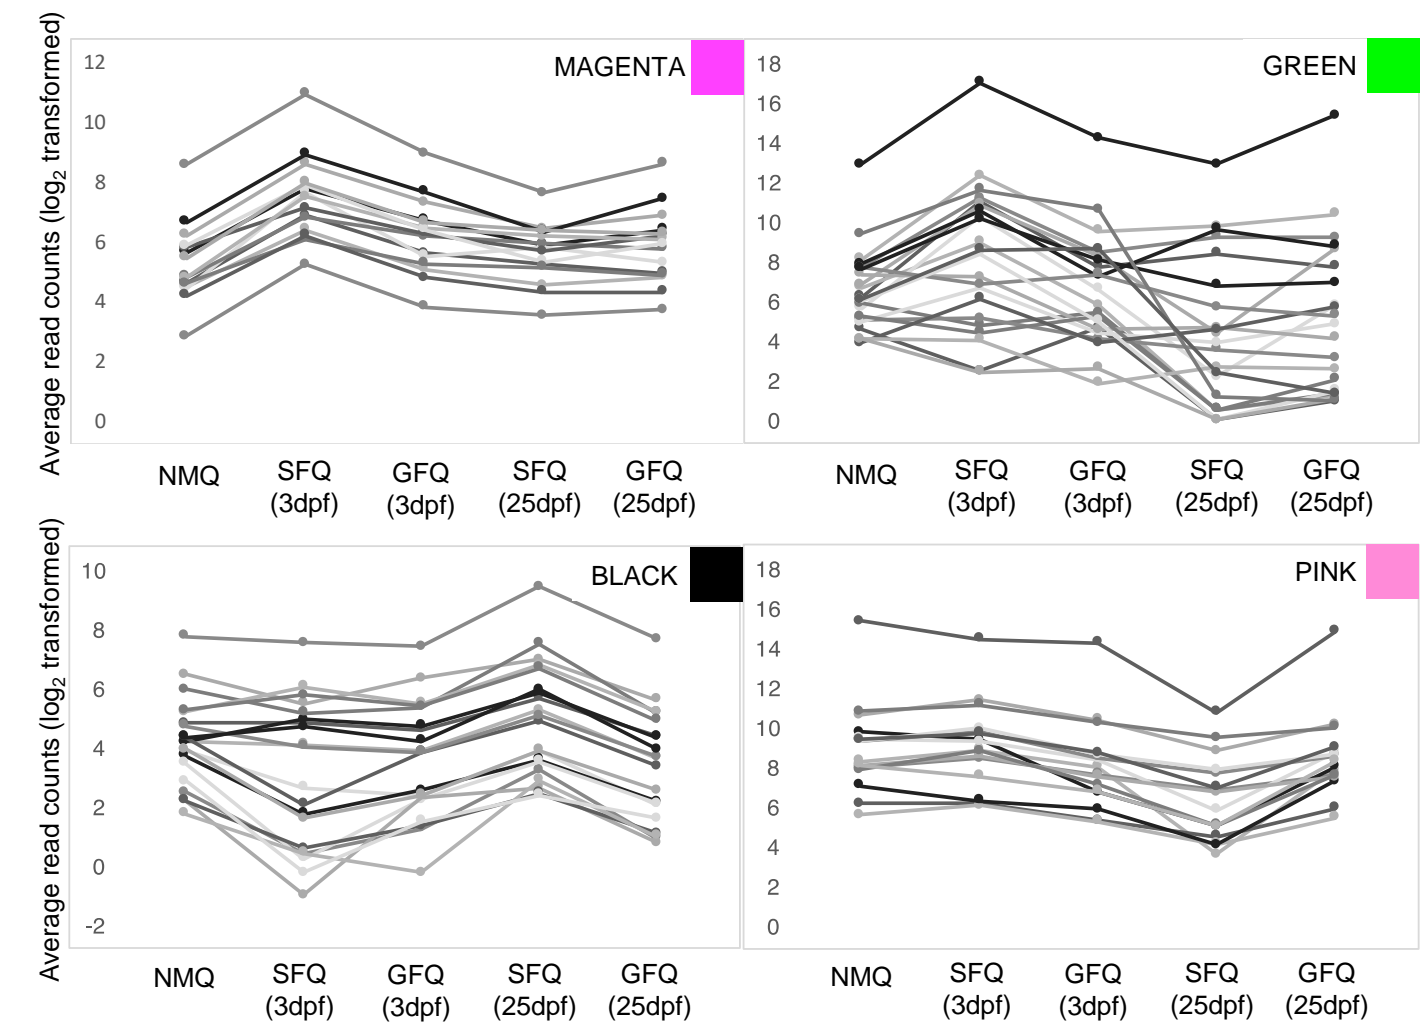 Average read counts (log2 transformed)
12
10
8
6
4
2
0
MAGENTA
NMQ
SFQ
(3dpf)
GFQ
(3dpf)
SFQ
(25dpf)
GFQ
(25dpf)
18
16
14
12
10
8
6
4
2
0
GREEN
NMQ
SFQ
(3dpf)
GFQ
(3dpf)
SFQ
(25dpf)
GFQ
(25dpf)
Average read counts (log2 transformed)
10
8
6
4
2
0
-2
BLACK
NMQ
SFQ
(3dpf)
GFQ
(3dpf)
SFQ
(25dpf)
GFQ
(25dpf)
18
16
14
12
10
8
6
4
2
0
PINK
NMQ
SFQ
(3dpf)
GFQ
(3dpf)
SFQ
(25dpf)
GFQ
(25dpf)